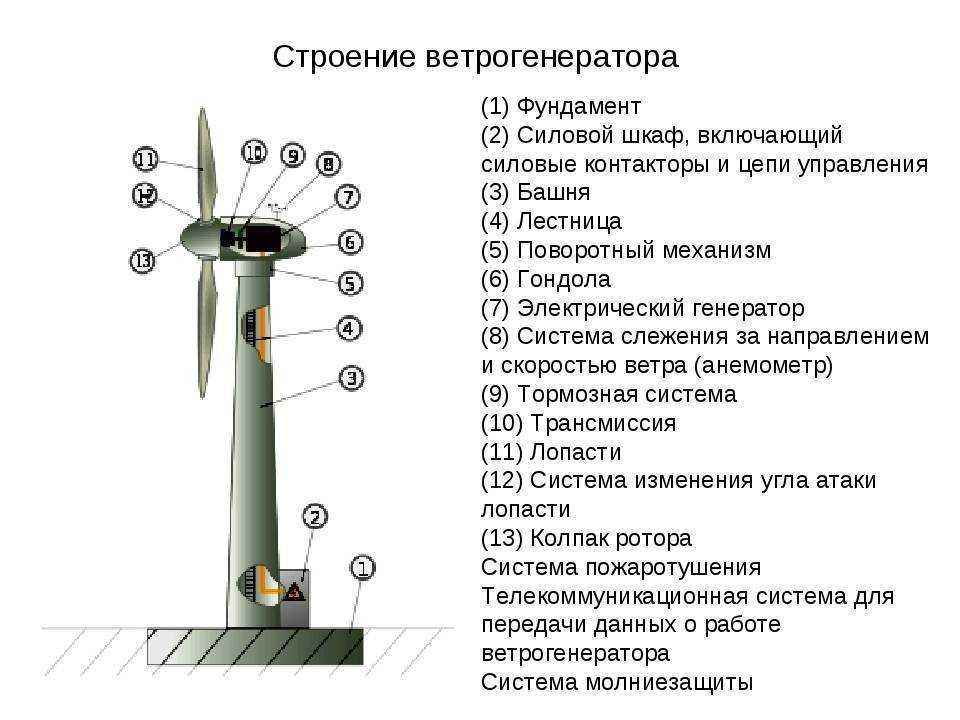 Строение ветрогенератора
(1) Фундамент
(2) Силовой шкаф, включающий
силовые контакторы и цепи управления
(3) Башня
(4) Лестница
(5) Поворотный механизм
(6) Гондола
(7) Электрический генератор
(8) Система слежения за направлением
и скоростью ветра (анемометр)
(9) Тормозная система
(10) Трансмиссия
(11) Лопасти
(12) Система изменения угла атаки
лопасти
(13) Колпак ротора
Система пожаротушения
Телекоммуникационная система для
передачи данных о работе
ветрогенератора
Система молниезащиты
11
10
9
8
12
7
13
6
5
4
3
2
1